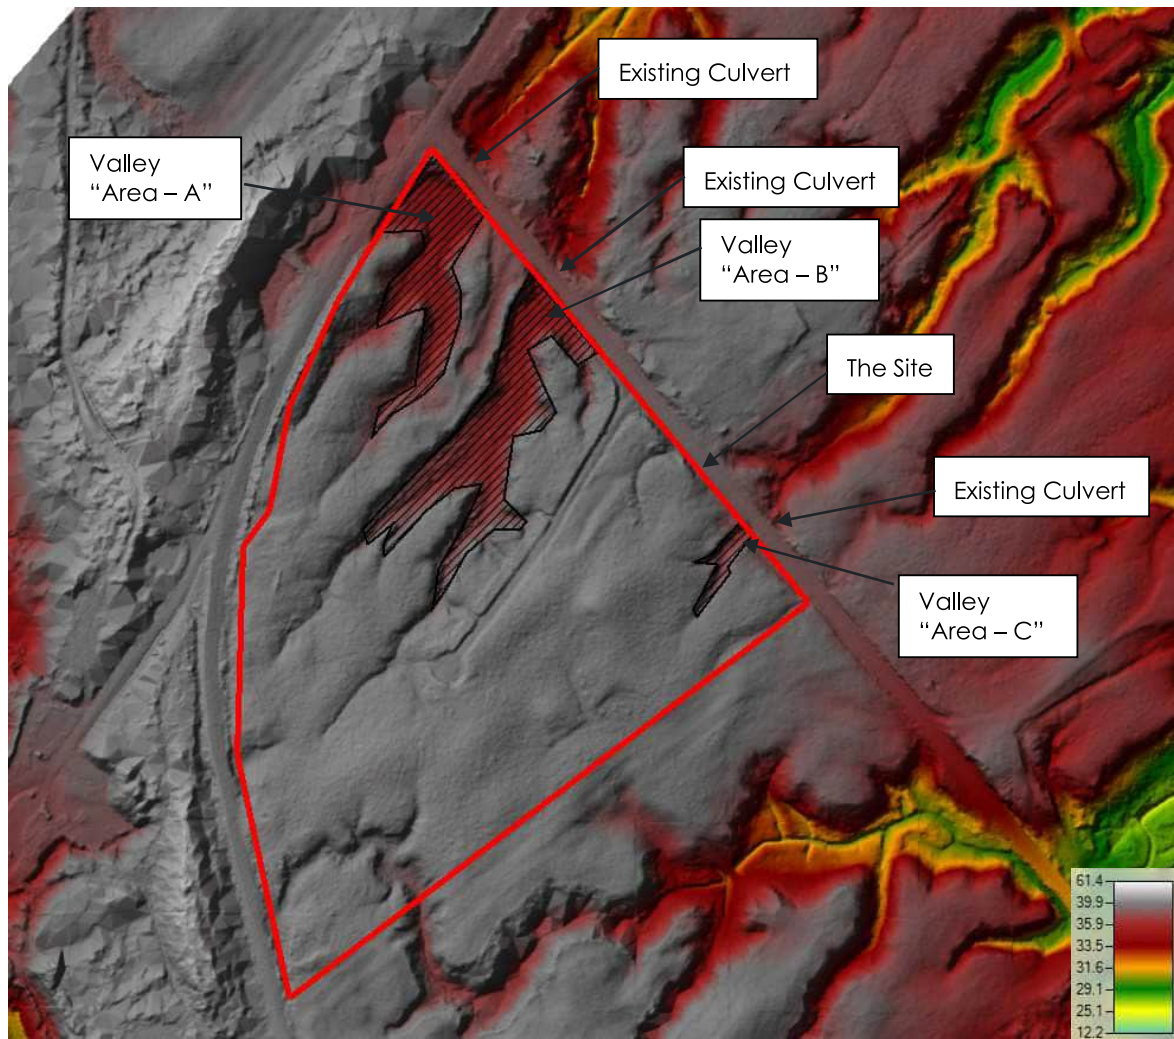 Existing Culvert
Valley
“Area – A”
Existing Culvert
Valley
“Area – B”
The Site
Existing Culvert
Valley
“Area – C”
61.4
39.9
35.9
33.5
31.6
29.1
25.1
12.2